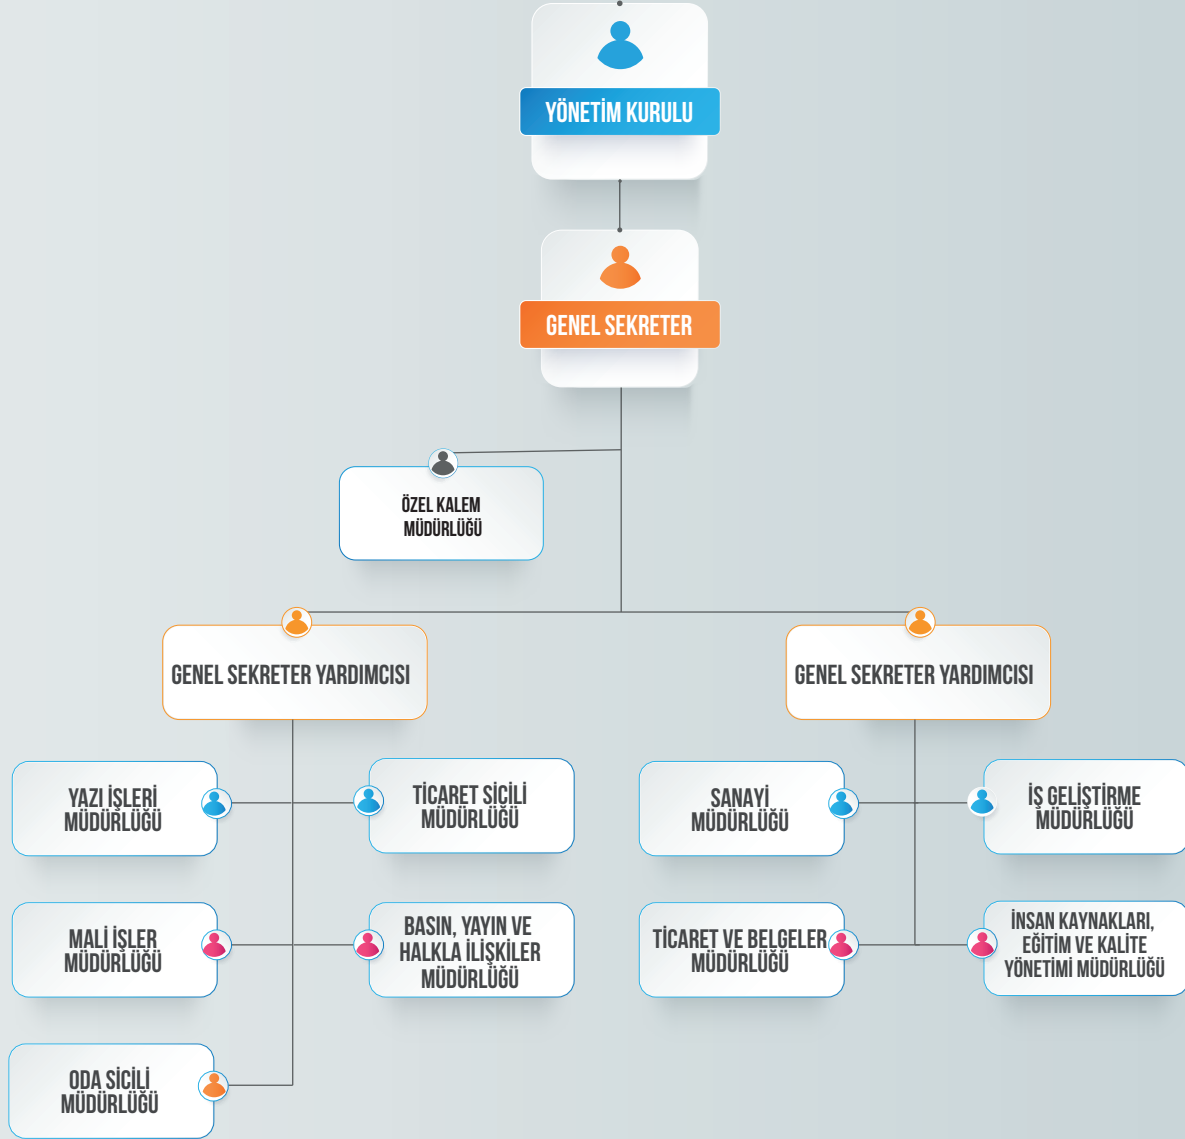 YÖNETİM KURULU
GENEL SEKRETER
ÖZEL KALEM
MÜDÜRLÜĞÜ
GENEL SEKRETER YARDIMCISI
GENEL SEKRETER YARDIMCISI
YAZI İŞLERİ
MÜDÜRLÜĞÜ
TİCARET SİCİLİ
MÜDÜRLÜĞÜ
SANAYİ
MÜDÜRLÜĞÜ
İŞ GELİŞTİRME
MÜDÜRLÜĞÜ
MALİ İŞLER
MÜDÜRLÜĞÜ
BASIN, YAYIN VE
HALKLA İLİŞKİLER
MÜDÜRLÜĞÜ
TİCARET VE BELGELER
MÜDÜRLÜĞÜ
İNSAN KAYNAKLARI,
EĞİTİM VE KALİTE
YÖNETİMİ MÜDÜRLÜĞÜ
ODA SİCİLİ
MÜDÜRLÜĞÜ